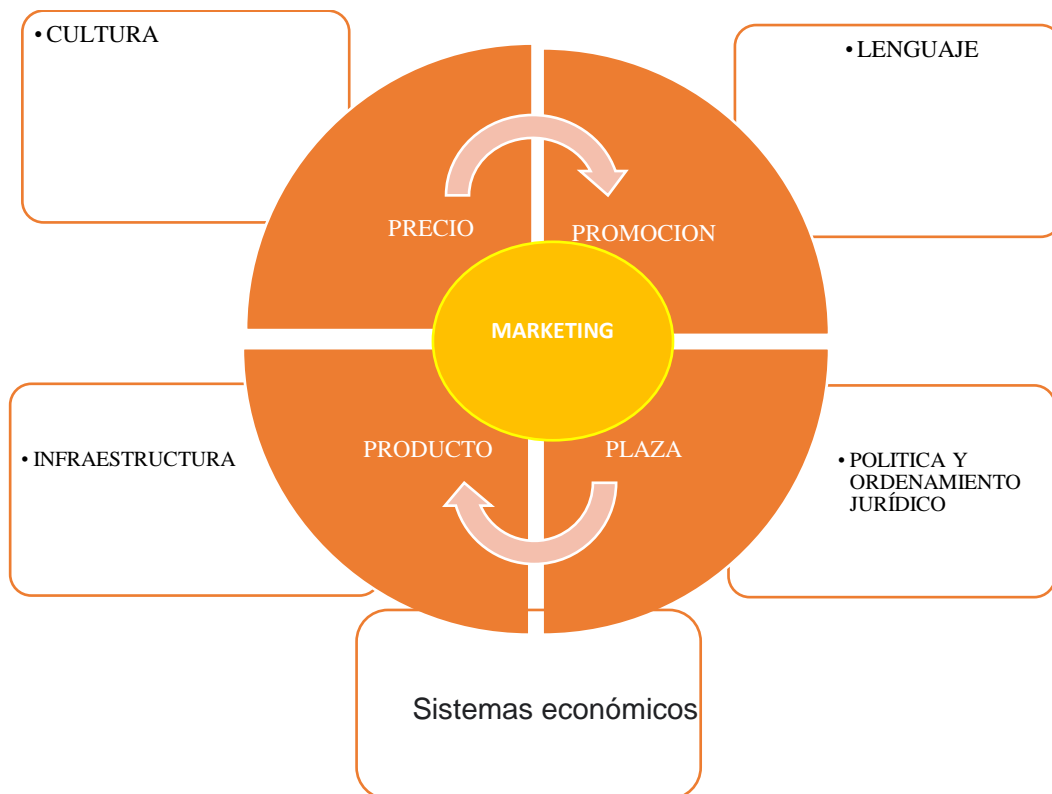 • CULTURA
• LENGUAJE
PRECIO
PROMOCION
MARKETING
PRODUCTO
PLAZA
• INFRAESTRUCTURA
• POLITICA Y
ORDENAMIENTO
JURÍDICO
Sistemas económicos